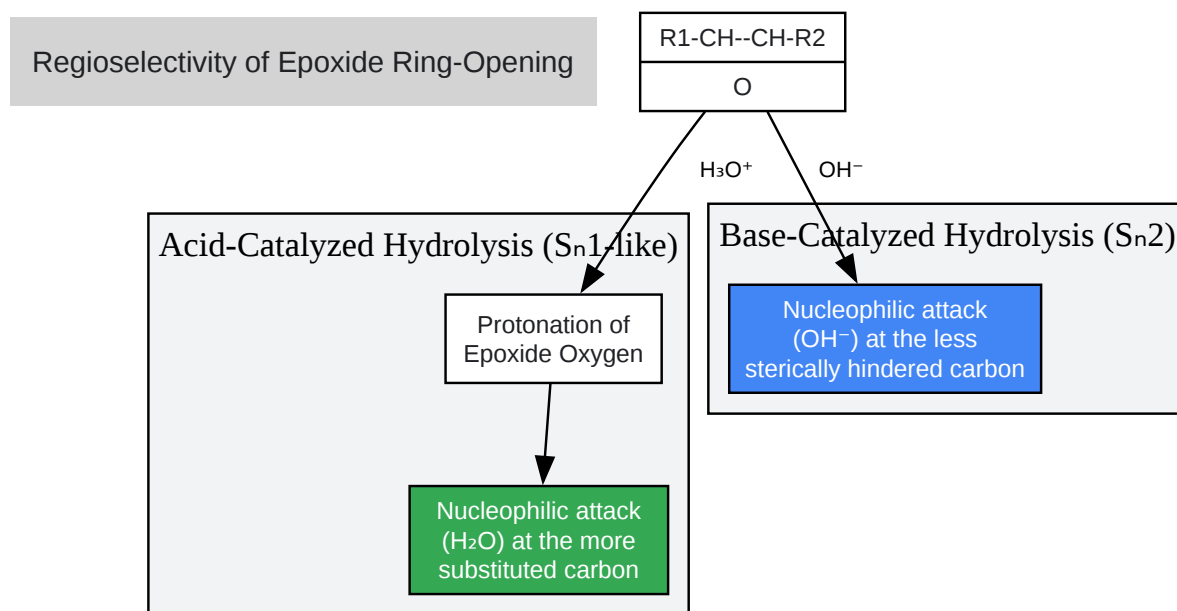 Regioselectivity of Epoxide Ring-Opening
R1-CH--CH-R2
O
H₃O⁺
OH⁻
Acid-Catalyzed Hydrolysis (Sₙ1-like)
Base-Catalyzed Hydrolysis (Sₙ2)
Protonation of
Epoxide Oxygen
Nucleophilic attack
(OH⁻) at the less
sterically hindered carbon
Nucleophilic attack
(H₂O) at the more
substituted carbon